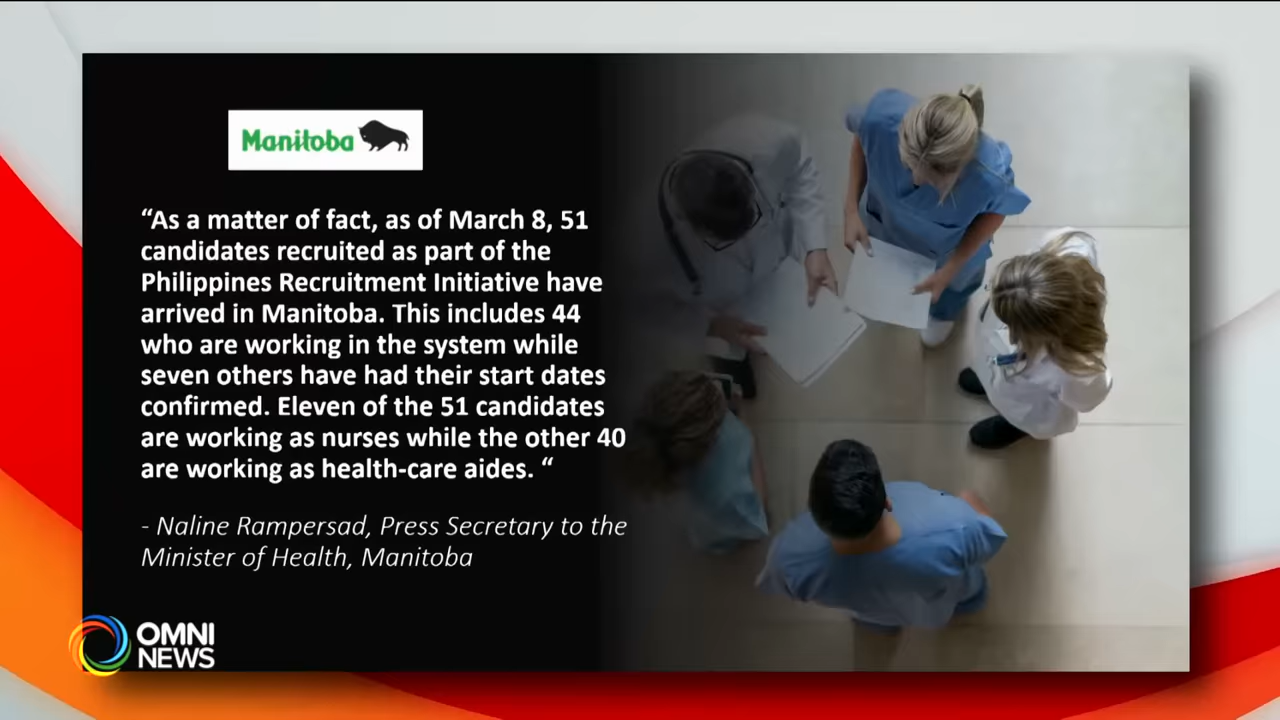 Manitoba
“As a matter of fact, as of March 8, 51
candidates recruited as part of the
Philippines Recruitment Initiative have
arrived in Manitoba. This includes 44
who are working in the system while
seven others have had their start dates
confirmed. Eleven of the 51 candidates
are working as nurses while the other 40
are working as health-care aides. “
- Naline Rampersad, Press Secretary to the
Minister of Health, Manitoba
OMNI
NEWS